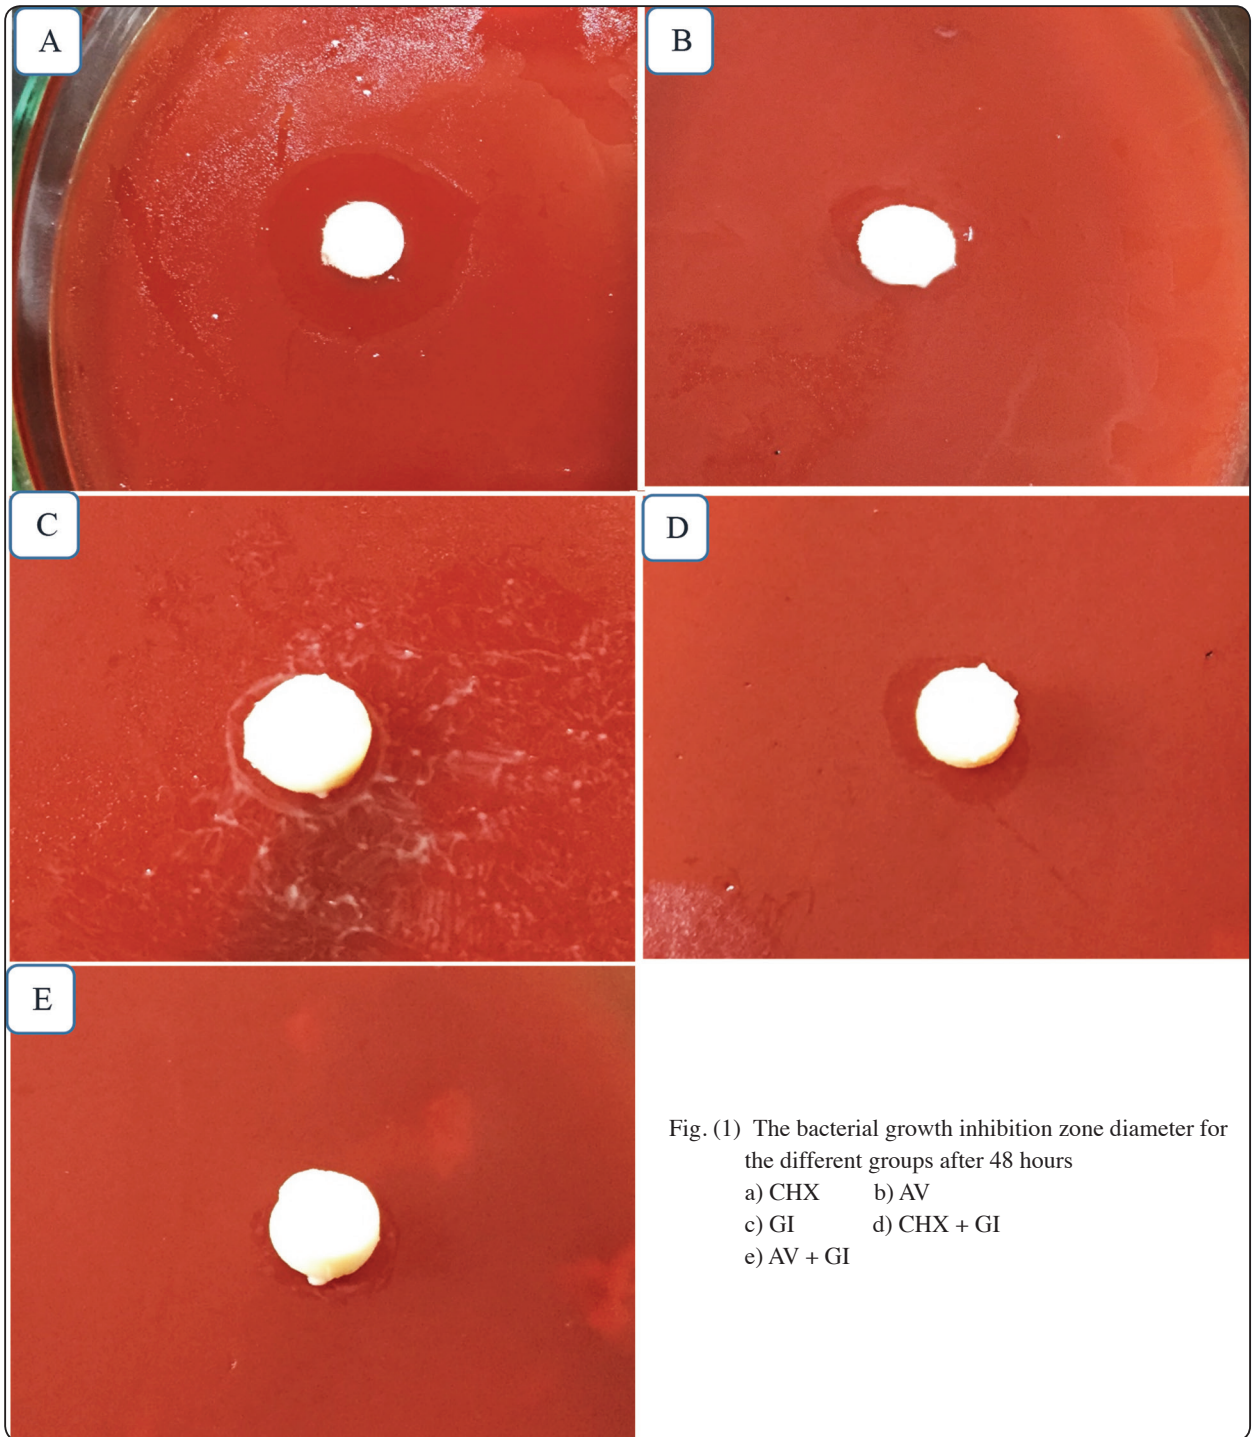 A
B
C
D
E
Fig. (1) The bacterial growth inhibition zone diameter for
the different groups after 48 hours
a) CHX b) AV
c) GI d) CHX + GI
e) AV + GI